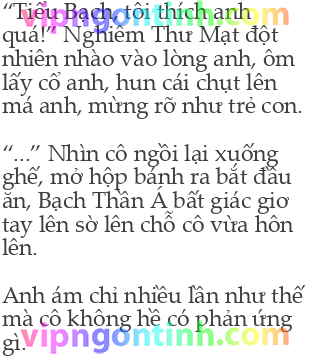 “Tiểu Bạch, tôi thích anh
quá!” Nghiêm Thư Mạt đột
nhiên nhào vào lòng anh, ôm
lấy cổ anh, hun cái chụt lên
má anh, mừng rỡ như trẻ con.
“...” Nhìn cô ngồi lại xuống
ghế, mở hộp bánh ra bắt đầu
ăn, Bạch Thần Á bất giác giơ
tay lên sờ lên chỗ cô vừa hôn
lên.
Anh ám chỉ nhiều lần như thế
mà cô không hề có phản ứng
gì.
vipngontinh.com
vipngontinh.com
vipngontinh.com